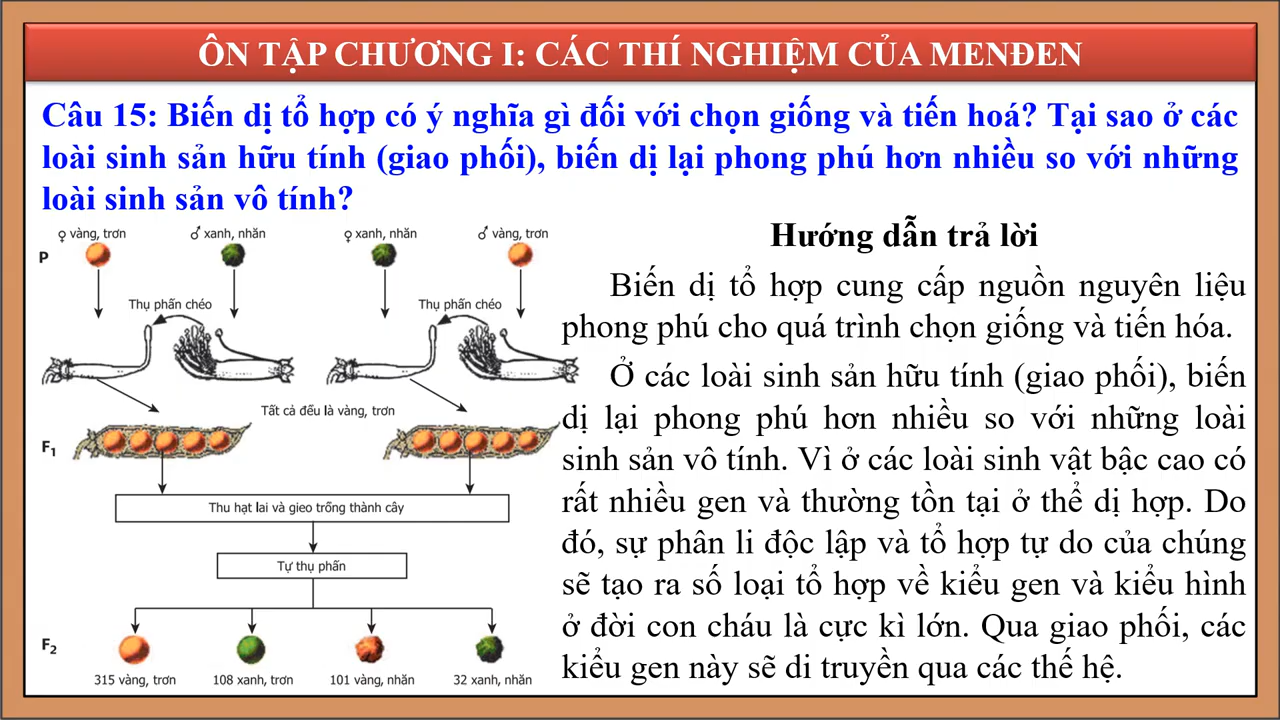 ÔN TẬP CHƯƠNG I: CÁC THÍ NGHIỆM CỦA MENĐEN
Câu 15: Biến dị tổ hợp có ý nghĩa gì đối với chọn giống và tiến hoá? Tại sao ở các
loài sinh sản hữu tính (giao phối), biến dị lại phong phú hơn nhiều so với những
loài sinh sản vô tính?
♀ vàng, trơn
♂ xanh, nhăn
♀ xanh, nhăn
♂ vàng, trơn
P
Thụ phấn chéo
Thụ phấn chéo
Tất cả đều là vàng, trơn
F₁
Thu hạt lai và gieo trồng thành cây
Tự thụ phấn
F₂
315 vàng, trơn
108 xanh, trơn
101 vàng, nhăn
32 xanh, nhăn
Hướng dẫn trả lời
Biến dị tổ hợp cung cấp nguồn nguyên liệu
phong phú cho quá trình chọn giống và tiến hóa.
Ở các loài sinh sản hữu tính (giao phối), biến
dị lại phong phú hơn nhiều so với những loài
sinh sản vô tính. Vì ở các loài sinh vật bậc cao có
rất nhiều gen và thường tồn tại ở thể dị hợp. Do
đó, sự phân li độc lập và tổ hợp tự do của chúng
sẽ tạo ra số loại tổ hợp về kiểu gen và kiểu hình
ở đời con cháu là cực kì lớn. Qua giao phối, các
kiểu gen này sẽ di truyền qua các thế hệ.